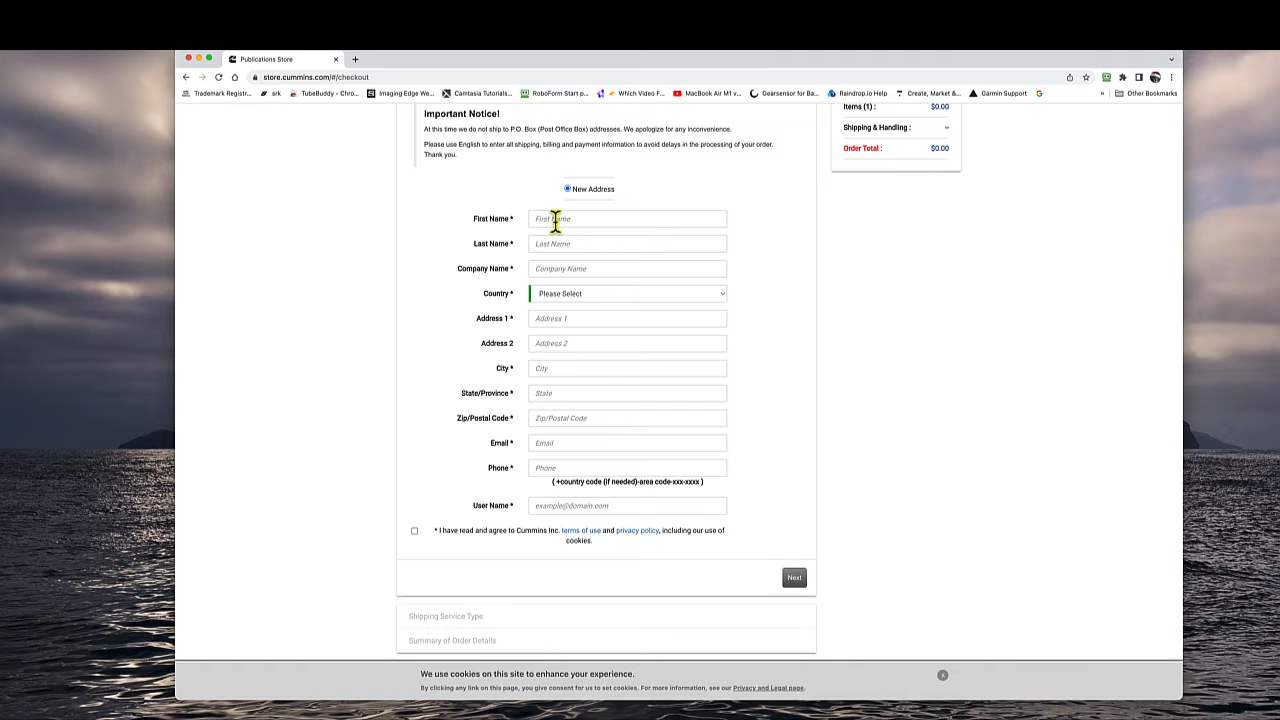 Publications Store
store.cummins.com/#/checkout
Trademark Registr... srk TubeBuddy - Chro... Imaging Edge We... Camtasia Tutorials... RoboForm Start p... Which Video F... MacBook Air M1 v... Gearsensor for Ba... Raindrop.io Help Create, Market &... Garmin Support » Other Bookmarks
Important Notice!
At this time we do not ship to P.O. Box (Post Office Box) addresses. We apologize for any inconvenience.
Please use English to enter all shipping, billing and payment information to avoid delays in the processing of your order.
Thank you.
Items (1) : $0.00
Shipping & Handling : --
Order Total : $0.00
New Address
First Name * First Name
Last Name * Last Name
Company Name * Company Name
Country * Please Select
Address 1 * Address 1
Address 2 Address 2
City * City
State/Province * State
Zip/Postal Code * Zip/Postal Code
Email * Email
Phone * Phone
( +country code (if needed)-area code-xxx-xxxx )
User Name * example@domain.com
* I have read and agree to Cummins Inc. terms of use and privacy policy, including our use of
cookies.
Next
Shipping Service Type
Summary of Order Details
We use cookies on this site to enhance your experience.
By clicking any link on this page, you give consent for us to set cookies. For more information, see our Privacy and Legal page.
x